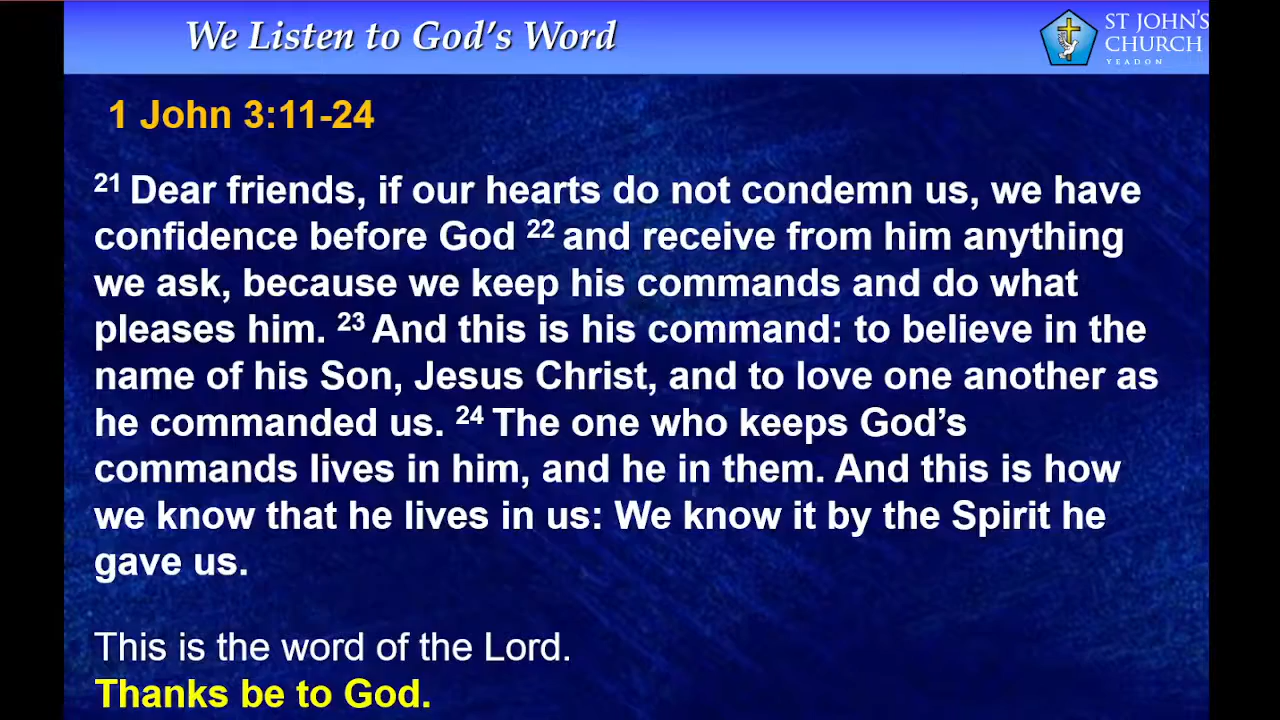 We Listen to God's Word
ST JOHN'S
CHURCH
YEADON
1 John 3:11-24
21 Dear friends, if our hearts do not condemn us, we have
confidence before God 22 and receive from him anything
we ask, because we keep his commands and do what
pleases him. 23 And this is his command: to believe in the
name of his Son, Jesus Christ, and to love one another as
he commanded us. 24 The one who keeps God’s
commands lives in him, and he in them. And this is how
we know that he lives in us: We know it by the Spirit he
gave us.
This is the word of the Lord.
Thanks be to God.